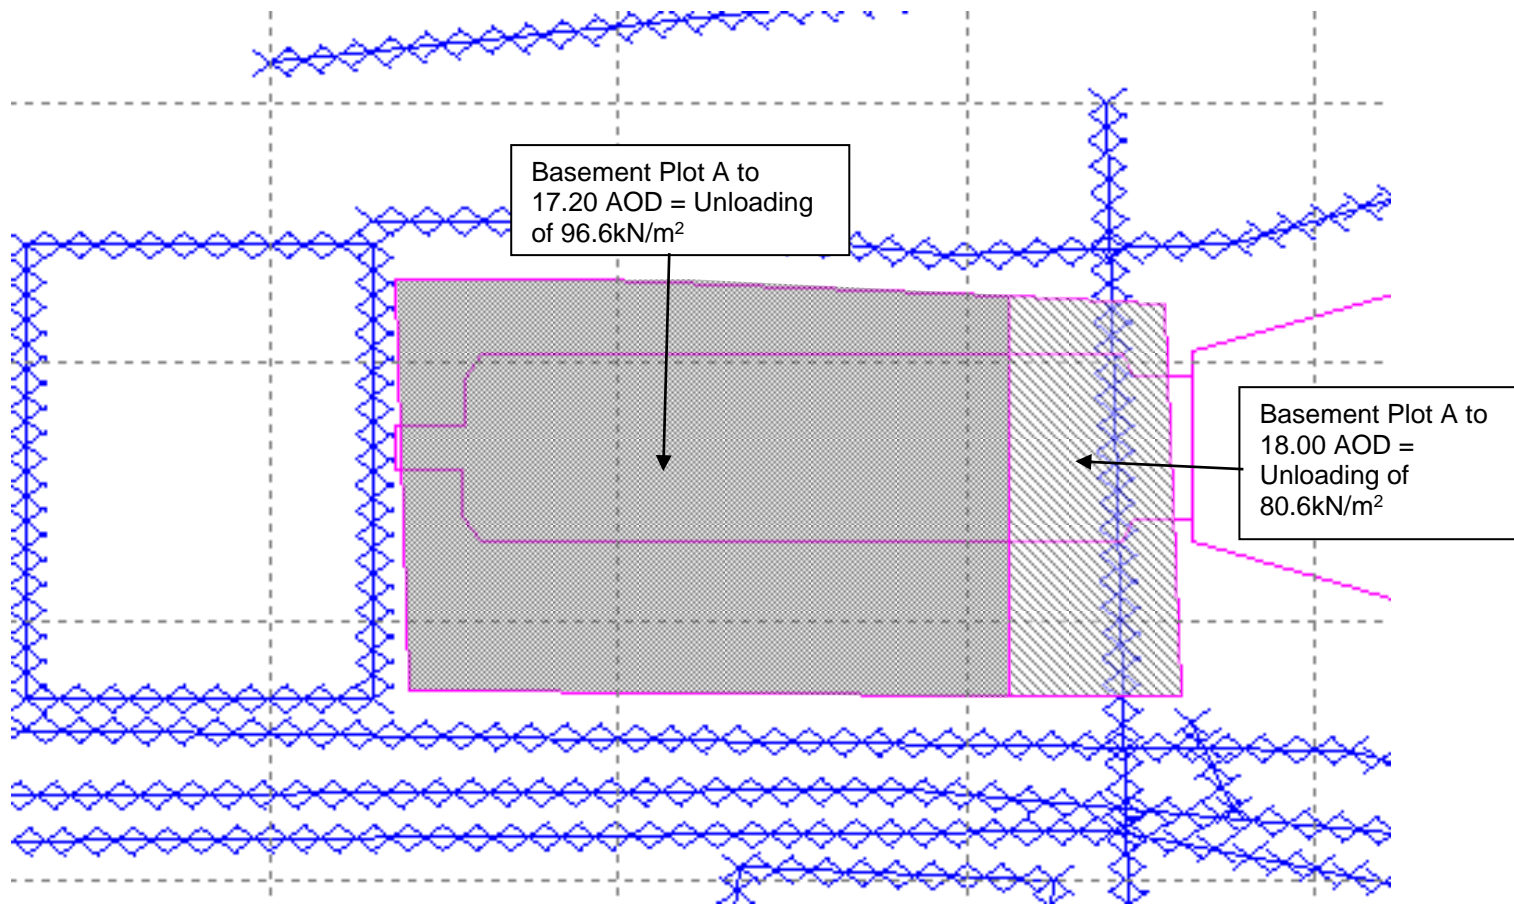 Basement Plot A to
17.20 AOD = Unloading
of 96.6kN/m²
Basement Plot A to
18.00 AOD =
Unloading of
80.6kN/m²